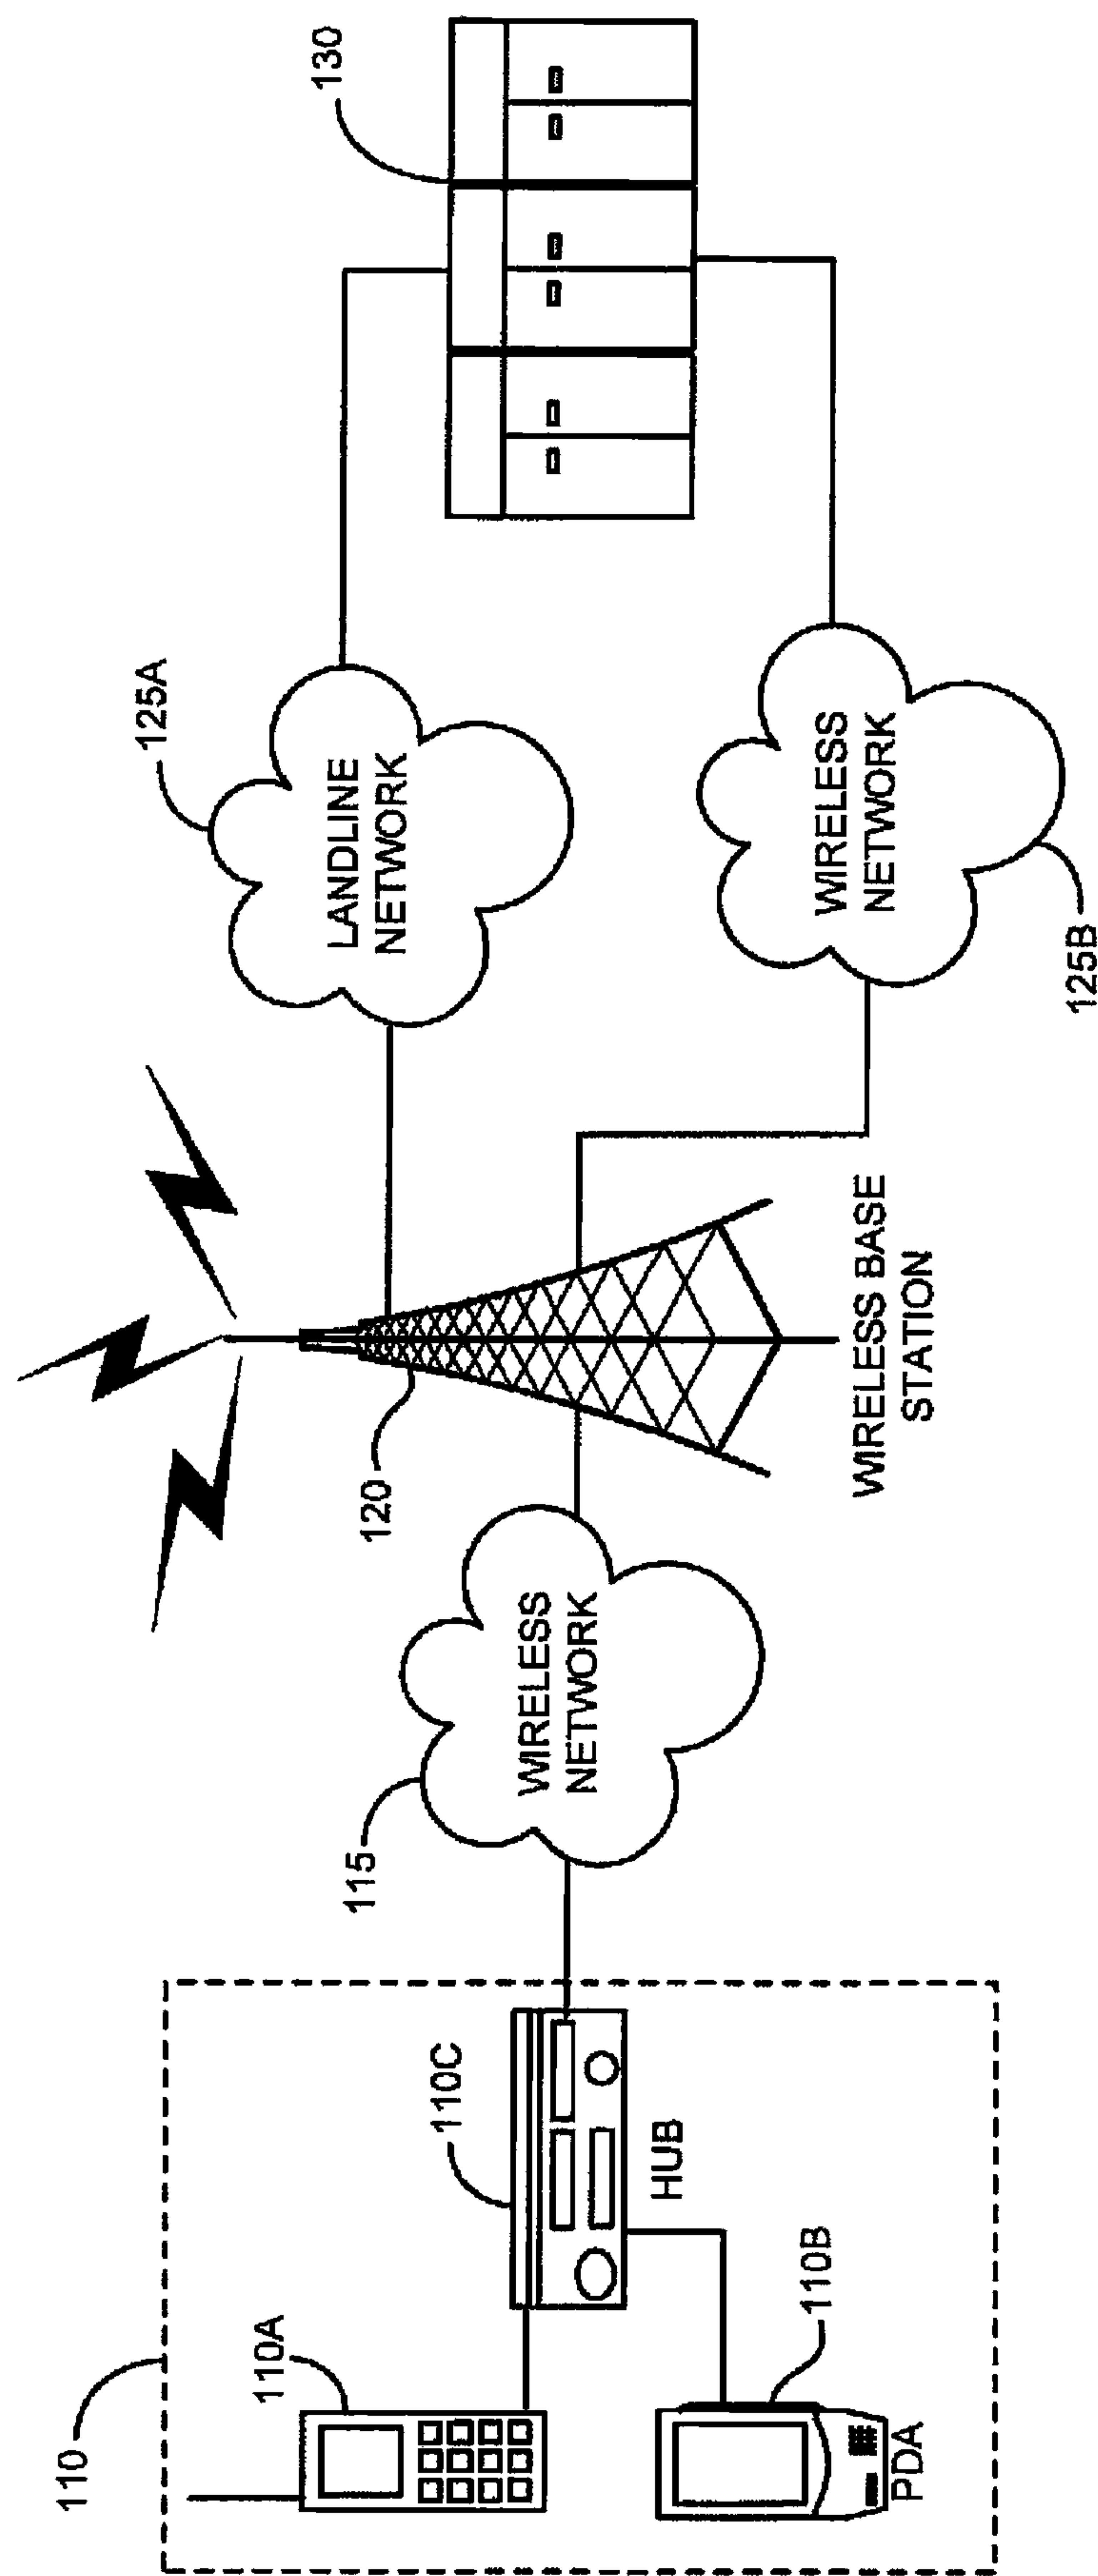 110
110A
110C
HUB
110B
PDA
115
WIRELESS
NETWORK
120
WIRELESS BASE
STATION
125A
LANDLINE
NETWORK
WIRELESS
NETWORK
125B
130